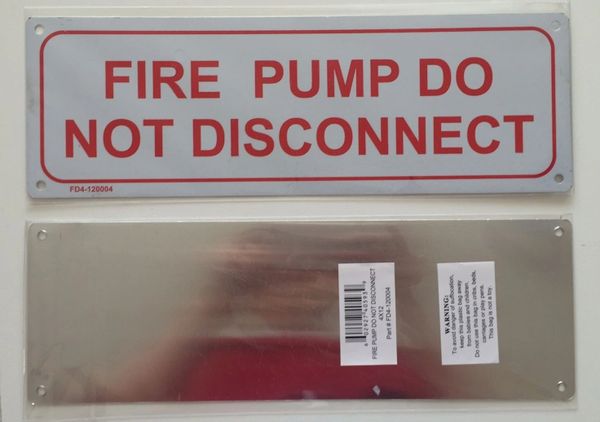 FIRE PUMP DO
NOT DISCONNECT
FD4-120004
FIRE PUMP DO NOT DISCONNECT
4X12
Part # FD4-120004
WARNING:
To avoid danger of suffocation,
keep this plastic bag away
from babies and children.
Do not use this bag in cribs, beds,
carriages or play pens.
This bag is not a toy.